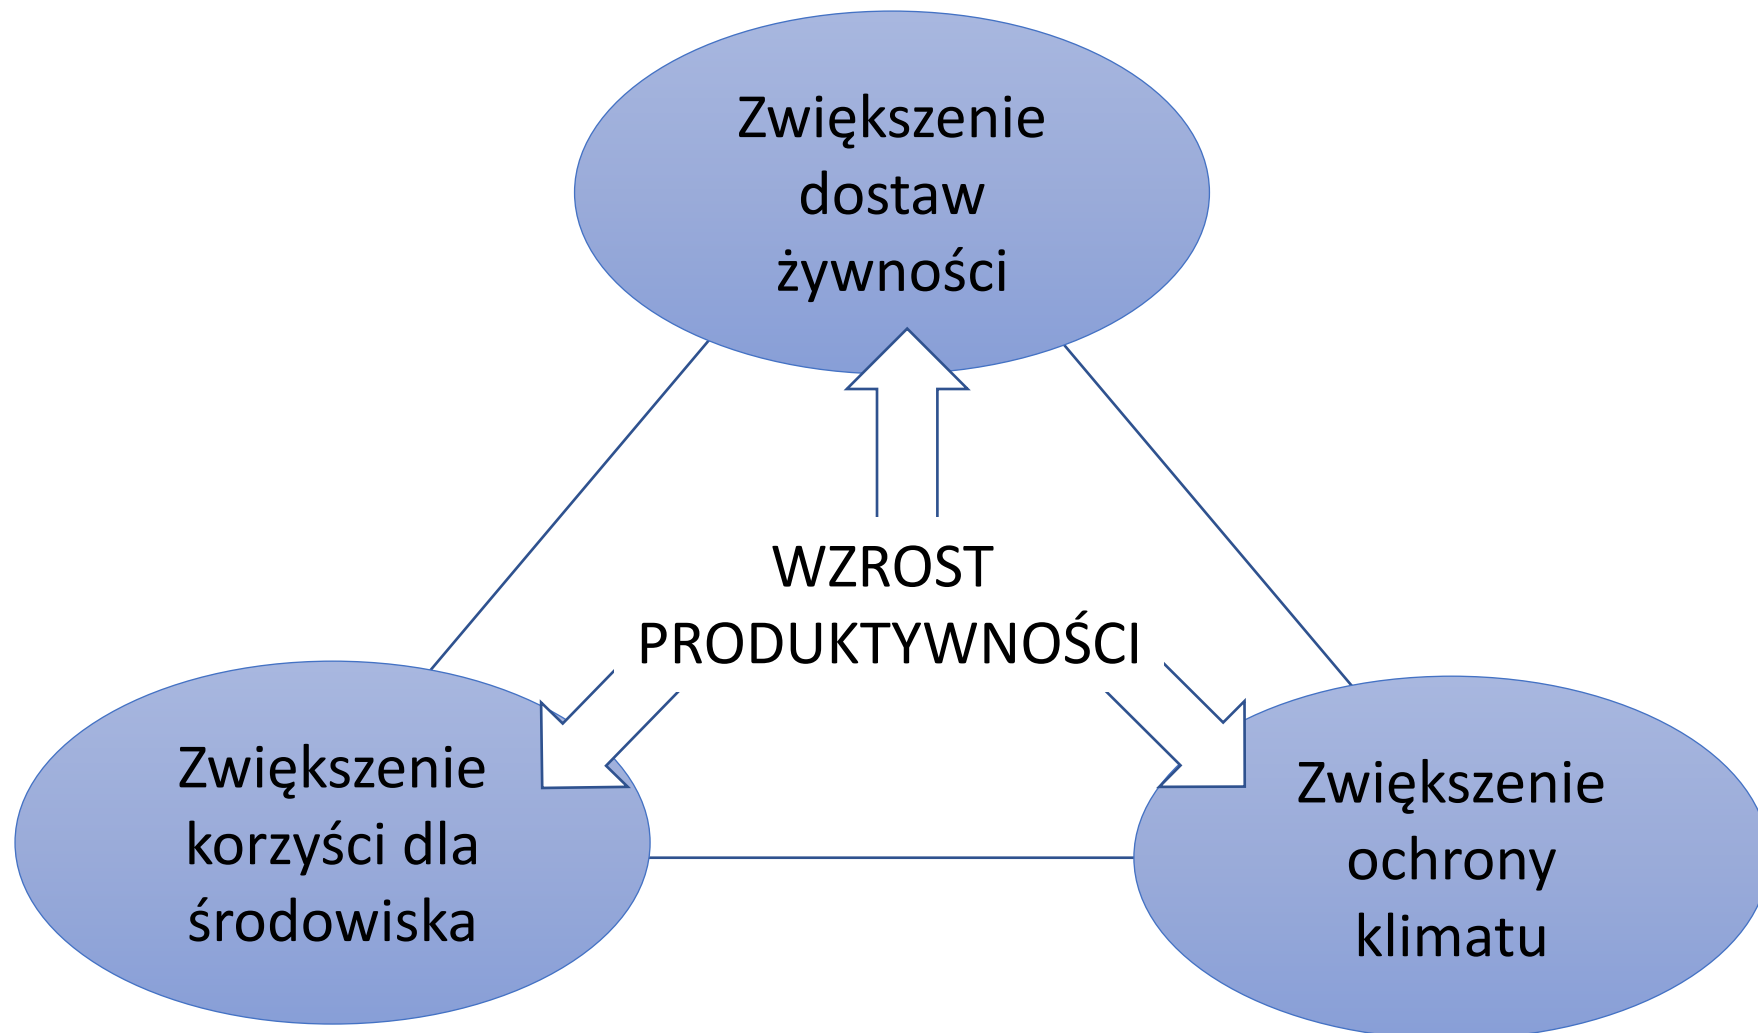 Zwiększenie
dostaw
żywności
WZROST
PRODUKTYWNOŚCI
Zwiększenie
korzyści dla
środowiska
Zwiększenie
ochrony
klimatu